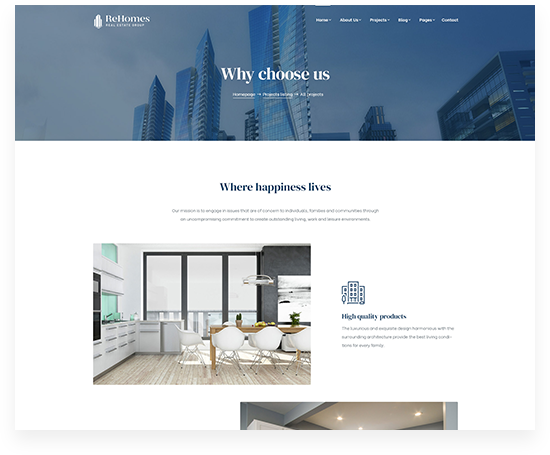 ReHomes
REAL ESTATE GROUP
Home About Us Projects Blog Pages Contact
Why choose us
Homepage → Projects listing → All projects
Where happiness lives
Our mission is to engage in issues that are of concern to individuals, families and communities through
an uncompromising commitment to create outstanding living, work and leisure environments.
High quality products
The luxurious and exquisite design harmonious with the
surrounding architecture provide the best living condi-
tions for every family.